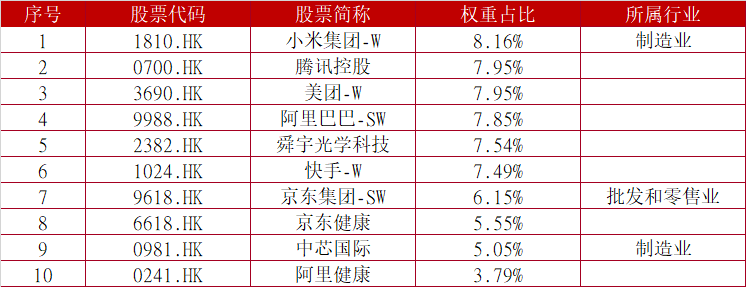 序号 股票代码 股票简称 权重占比 所属行业
1 1810.HK 小米集团-W 8.16% 制造业
2 0700.HK 腾讯控股 7.95%
3 3690.HK 美团-W 7.95%
4 9988.HK 阿里巴巴-SW 7.85%
5 2382.HK 舜宇光学科技 7.54%
6 1024.HK 快手-W 7.49%
7 9618.HK 京东集团-SW 6.15% 批发和零售业
8 6618.HK 京东健康 5.55%
9 0981.HK 中芯国际 5.05% 制造业
10 0241.HK 阿里健康 3.79%